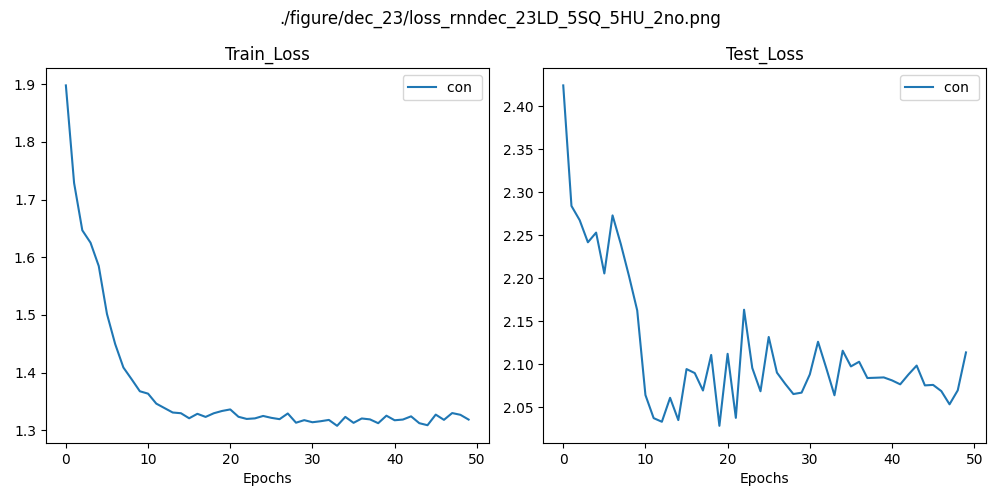 ./figure/dec_23/loss_rnndec_23LD_5SQ_5HU_2no.png
Train_Loss
con
1.9
1.8
1.7
1.6
1.5
1.4
1.3
0 10 20 30 40 50
Epochs
Test_Loss
con
2.40
2.35
2.30
2.25
2.20
2.15
2.10
2.05
0 10 20 30 40 50
Epochs